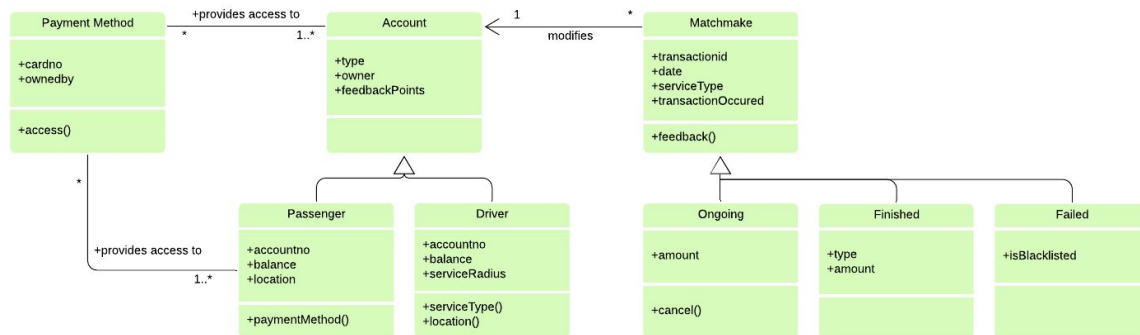 Payment Method
+cardno
+ownedby
+access()
+provides access to
*
1..*
Account
+type
+owner
+feedbackPoints
1
*
modifies
Matchmake
+transactionid
+date
+serviceType
+transactionOccured
+feedback()
*
+provides access to
1..*
Passenger
+accountno
+balance
+location
+paymentMethod()
Driver
+accountno
+balance
+serviceRadius
+serviceType()
+location()
Ongoing
+amount
+cancel()
Finished
+type
+amount
Failed
+isBlacklisted